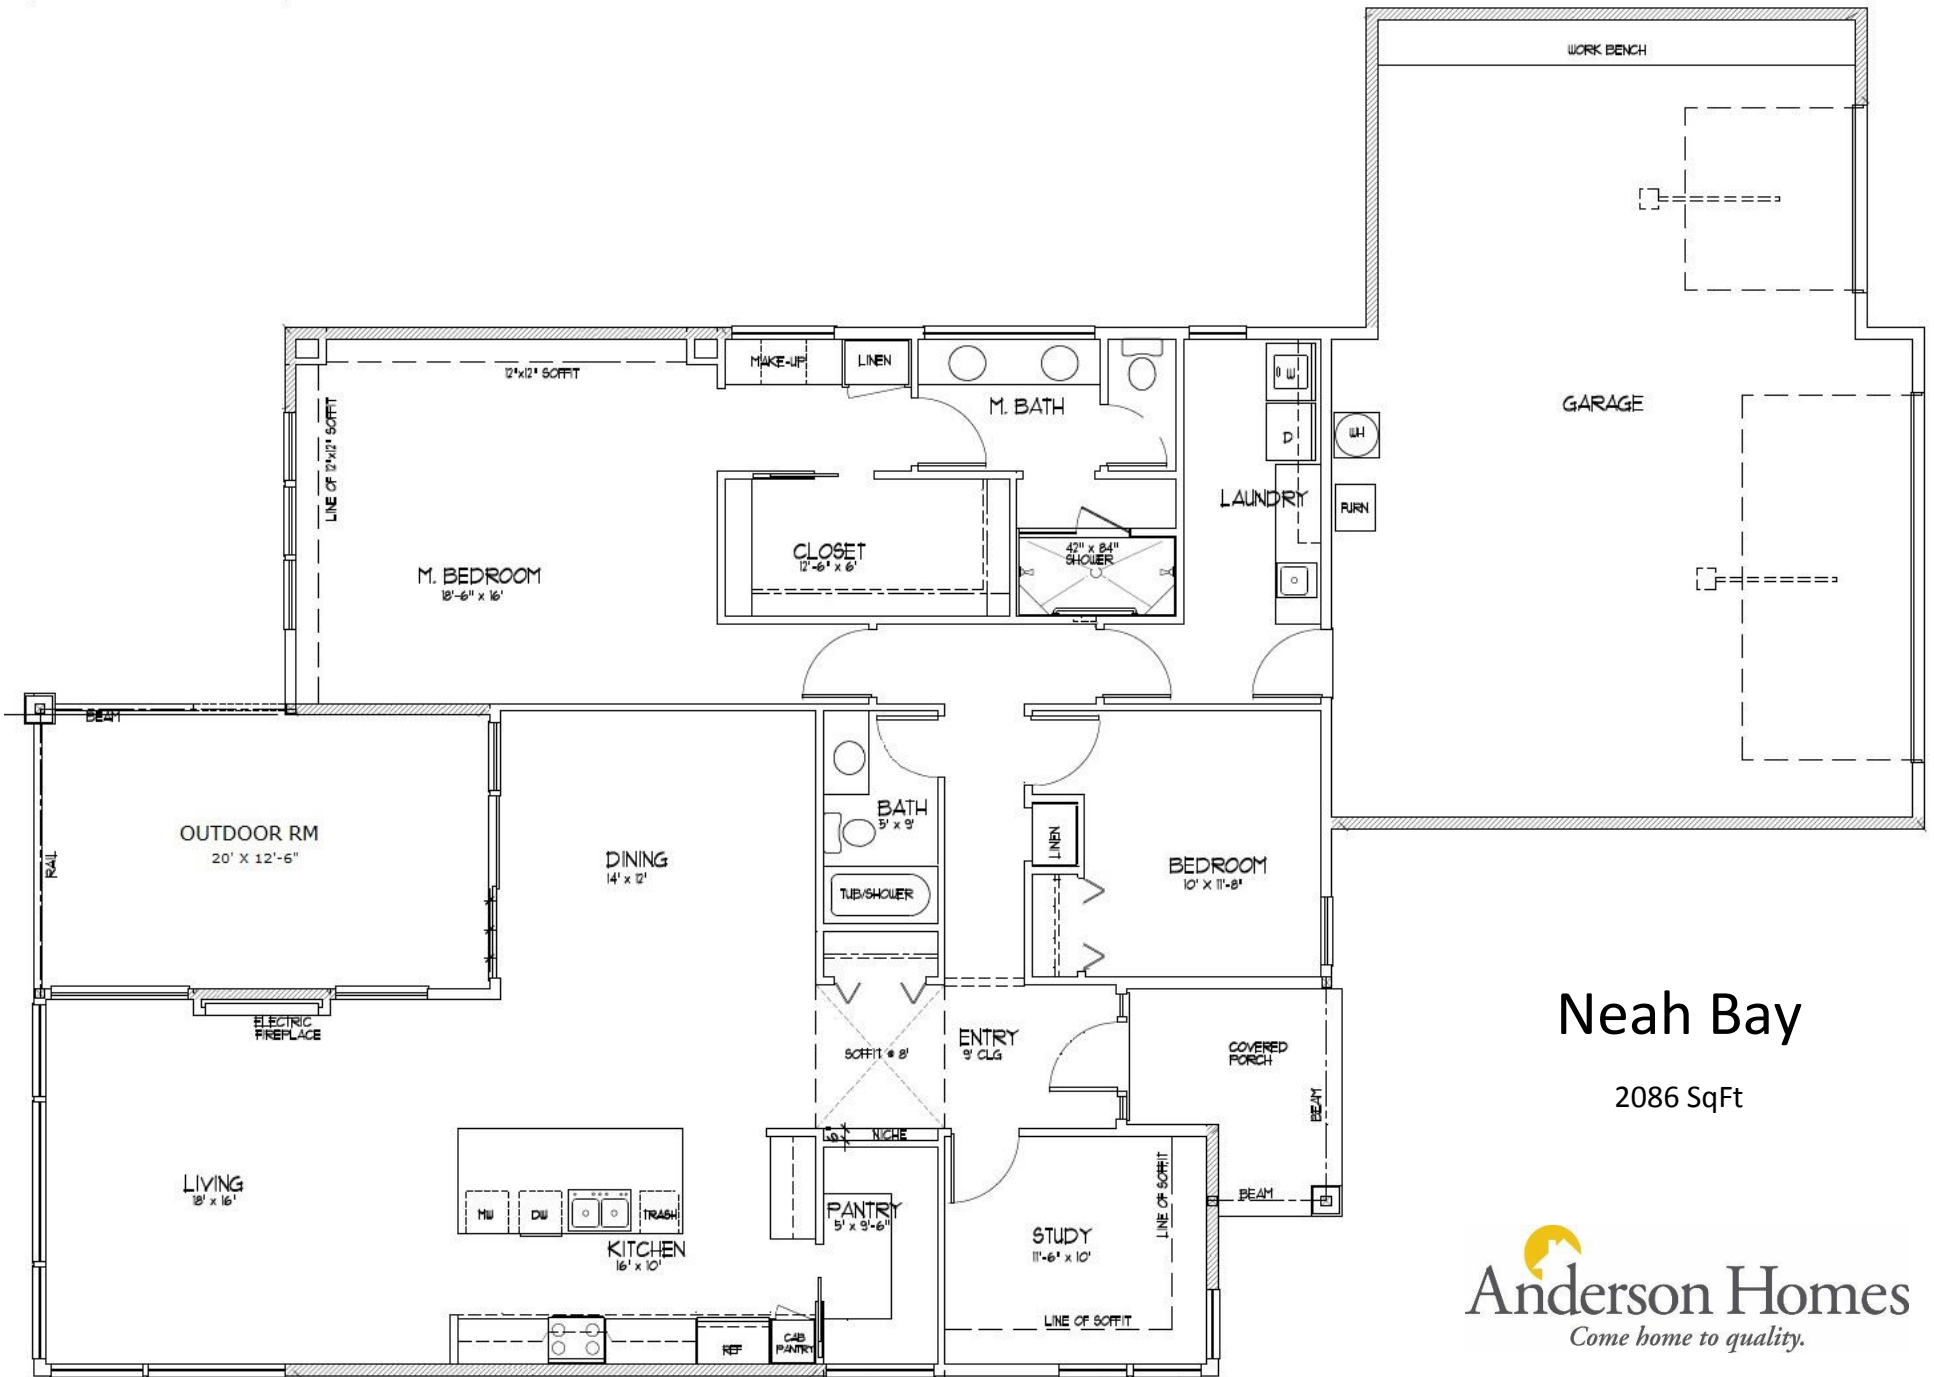 WORK BENCH
MAKE-UP
LINEN
12"x12" SOFFIT
LINE OF 12"x12" SOFFIT
M. BATH
W
D
WH
FURN
GARAGE
LAUNDRY
M. BEDROOM
18'-6" x 16'
CLOSET
12'-6" x 6'
42" x 84"
SHOWER
BEAM
RAIL
OUTDOOR RM
20' X 12'-6"
DINING
14' x 12'
BATH
5' x 9'
TUB/SHOWER
LINEN
BEDROOM
10' X 11'-8"
ELECTRIC
FIREPLACE
SOFFIT @ 8'
ENTRY
9' CLG
COVERED
PORCH
BEAM
BEAM
NICHE
6"
LIVING
18' x 16'
MW
DW
TRASH
KITCHEN
16' x 10'
PANTRY
5' x 9'-6"
STUDY
11'-6" x 10'
LINE OF SOFFIT
LINE OF SOFFIT
REF
CAB
PANTRY
Neah Bay
2086 SqFt
Anderson Homes
Come home to quality.